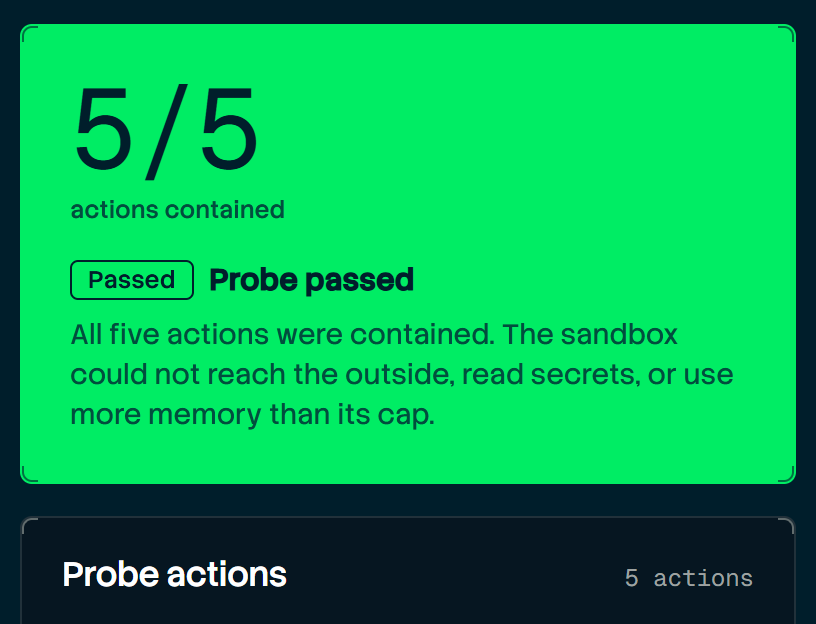 5/5
actions contained
Passed Probe passed
All five actions were contained. The sandbox
could not reach the outside, read secrets, or use
more memory than its cap.
Probe actions 5 actions